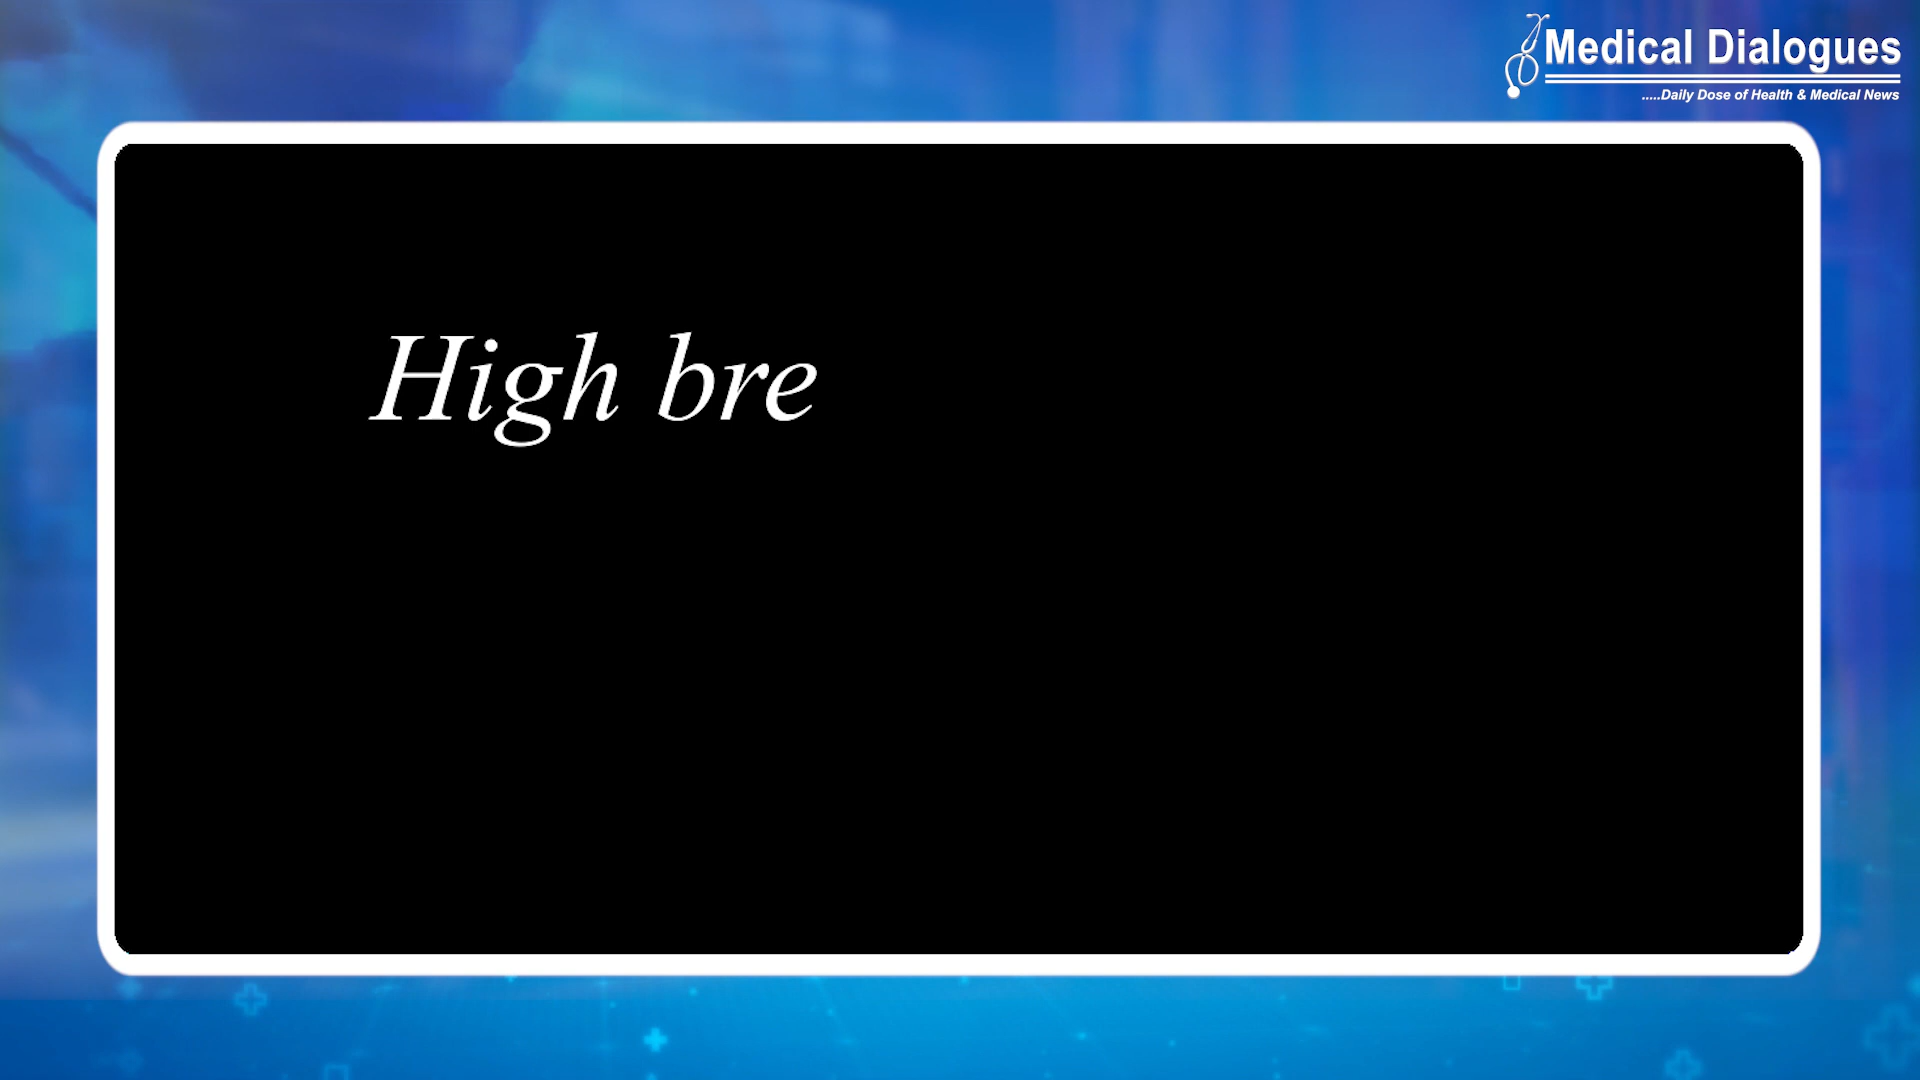 Medical Dialogues
.....Daily Dose of Health & Medical News
High bre